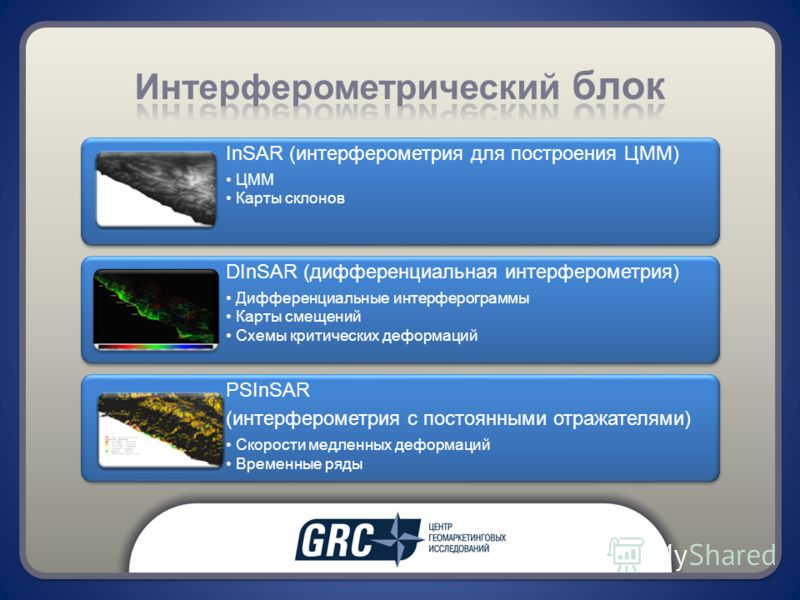 Интерферометрический блок
InSAR (интерферометрия для построения ЦММ)
• ЦММ
• Карты склонов
DInSAR (дифференциальная интерферометрия)
• Дифференциальные интерферограммы
• Карты смещений
• Схемы критических деформаций
PSInSAR
(интерферометрия с постоянными отражателями)
• Скорости медленных деформаций
• Временные ряды
GRC
ЦЕНТР
ГЕОМАРКЕТИНГОВЫХ
ИССЛЕДОВАНИЙ
MyShared